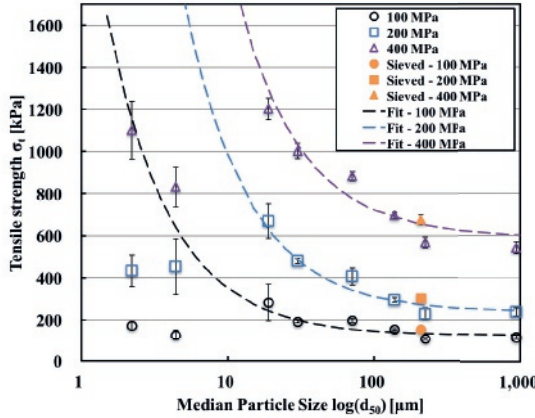 1600
1400
1200
1000
800
600
400
200
0
Tensile strength σt [kPa]
100 MPa
200 MPa
400 MPa
Sieved - 100 MPa
Sieved - 200 MPa
Sieved - 400 MPa
Fit - 100 MPa
Fit - 200 MPa
Fit - 400 MPa
1 10 100 1,000
Median Particle Size log(d50) [µm]